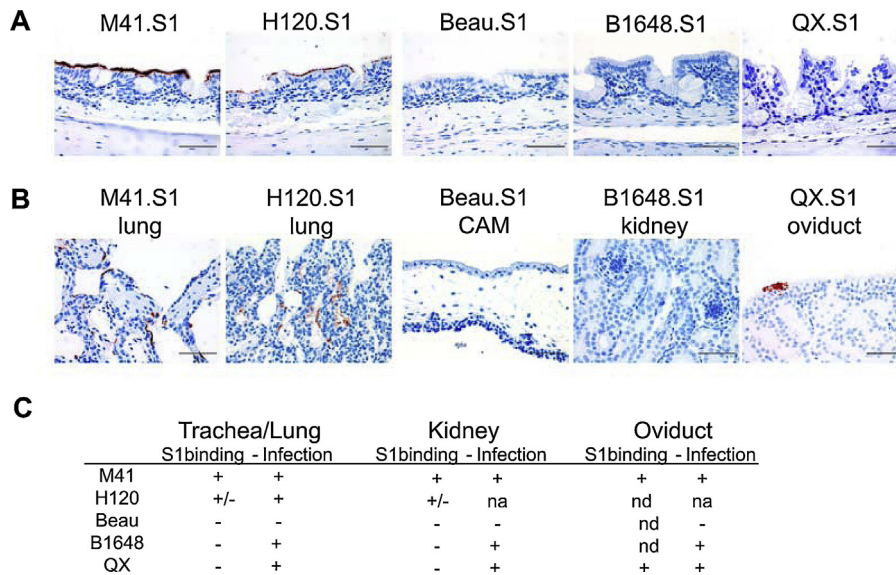 A
M41.S1 H120.S1 Beau.S1 B1648.S1 QX.S1
B
M41.S1 H120.S1 Beau.S1 B1648.S1 QX.S1
lung lung CAM kidney oviduct
C
Trachea/Lung Kidney Oviduct
S1binding - Infection S1binding - Infection S1binding - Infection
M41 + + + + + +
H120 +/- + +/- na nd na
Beau - - - - nd -
B1648 - + - + nd +
QX - + - + + +